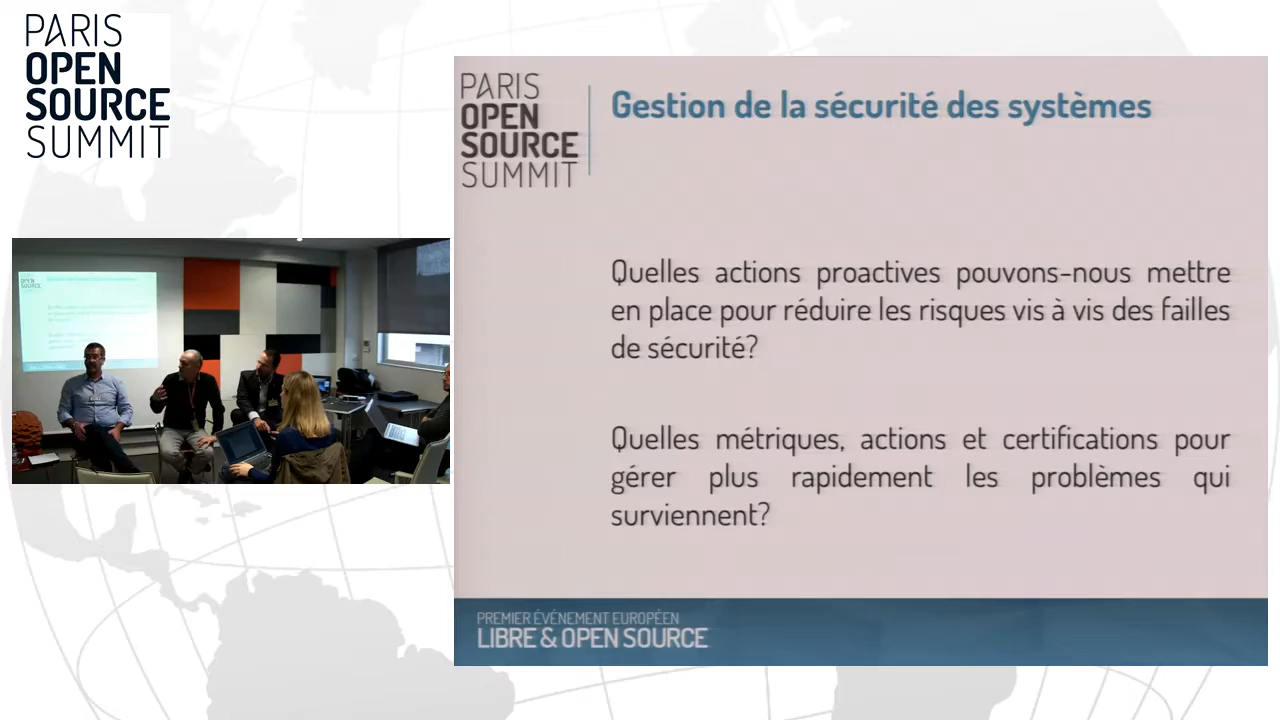 PARIS
OPEN
SOURCE
SUMMIT
PARIS
OPEN
SOURCE
SUMMIT
Gestion de la sécurité des systèmes
Quelles actions proactives pouvons-nous mettre
en place pour réduire les risques vis à vis des failles
de sécurité?
Quelles métriques, actions et certifications pour
gérer plus rapidement les problèmes qui
surviennent?
PREMIER ÉVÉNEMENT EUROPÉEN
LIBRE & OPEN SOURCE